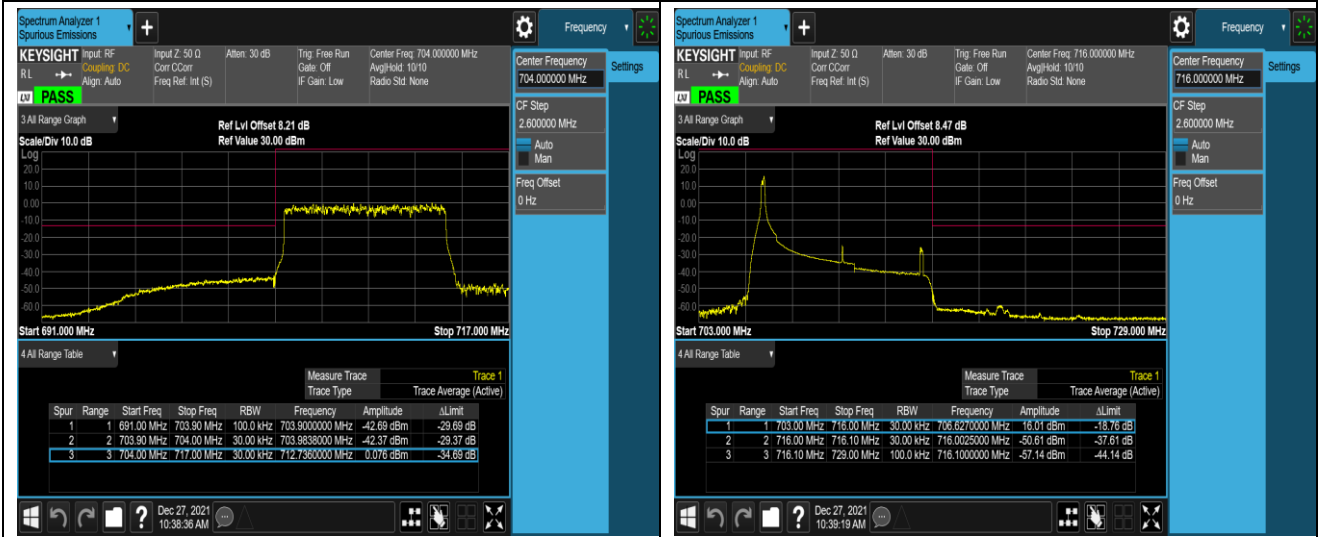 Spectrum Analyzer 1
Spurious Emissions
Frequency
KEYSIGHT Input: RF
Coupling: DC
Align: Auto
RL
Input Z: 50 Ω
Corr CCorr
Freq Ref: Int (S)
Atten: 30 dB
Trig: Free Run
Gate: Off
IF Gain: Low
Center Freq: 704.000000 MHz
Avg|Hold: 10/10
Radio Std: None
LXI PASS
Center Frequency
704.000000 MHz
Settings
CF Step
2.600000 MHz
Auto
Man
Freq Offset
0 Hz
3 All Range Graph
Ref Lvl Offset 8.21 dB
Scale/Div 10.0 dB
Ref Value 30.00 dBm
Log
20.0
10.0
0.00
-10.0
-20.0
-30.0
-40.0
-50.0
-60.0
Start 691.000 MHz
Stop 717.000 MHz
4 All Range Table
Measure Trace Trace 1
Trace Type Trace Average (Active)
Spur Range Start Freq Stop Freq RBW Frequency Amplitude ΔLimit
1 1 691.00 MHz 703.90 MHz 100.0 kHz 703.9000000 MHz -42.69 dBm -29.69 dB
2 2 703.90 MHz 704.00 MHz 30.00 kHz 703.9838000 MHz -42.37 dBm -29.37 dB
3 3 704.00 MHz 717.00 MHz 30.00 kHz 712.7360000 MHz 0.076 dBm -34.69 dB
Dec 27, 2021
10:38:36 AM
Spectrum Analyzer 1
Spurious Emissions
Frequency
KEYSIGHT Input: RF
Coupling: DC
Align: Auto
RL
Input Z: 50 Ω
Corr CCorr
Freq Ref: Int (S)
Atten: 30 dB
Trig: Free Run
Gate: Off
IF Gain: Low
Center Freq: 716.000000 MHz
Avg|Hold: 10/10
Radio Std: None
LXI PASS
Center Frequency
716.000000 MHz
Settings
CF Step
2.600000 MHz
Auto
Man
Freq Offset
0 Hz
3 All Range Graph
Ref Lvl Offset 8.47 dB
Scale/Div 10.0 dB
Ref Value 30.00 dBm
Log
20.0
10.0
0.00
-10.0
-20.0
-30.0
-40.0
-50.0
-60.0
Start 703.000 MHz
Stop 729.000 MHz
4 All Range Table
Measure Trace Trace 1
Trace Type Trace Average (Active)
Spur Range Start Freq Stop Freq RBW Frequency Amplitude ΔLimit
1 1 703.00 MHz 716.00 MHz 30.00 kHz 706.6270000 MHz 16.01 dBm -18.76 dB
2 2 716.00 MHz 716.10 MHz 30.00 kHz 716.0025000 MHz -50.61 dBm -37.61 dB
3 3 716.10 MHz 729.00 MHz 100.0 kHz 716.1000000 MHz -57.14 dBm -44.14 dB
Dec 27, 2021
10:39:19 AM